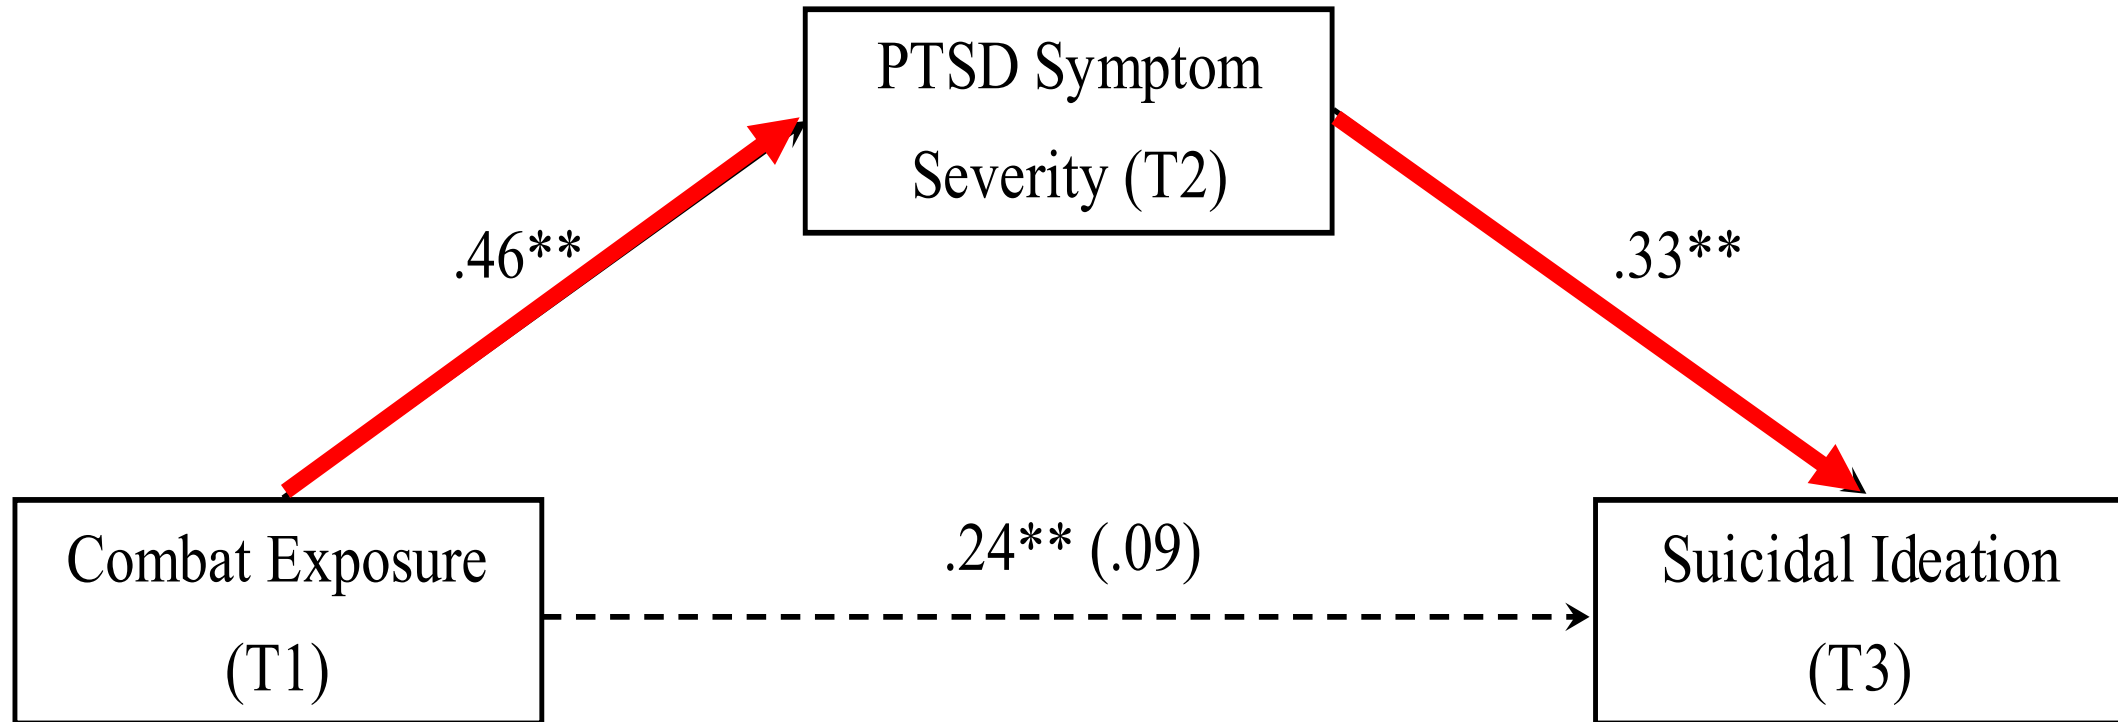 PTSD Symptom
Severity (T2)
.46**
.33**
.24** (.09)
Combat Exposure
(T1)
Suicidal Ideation
(T3)